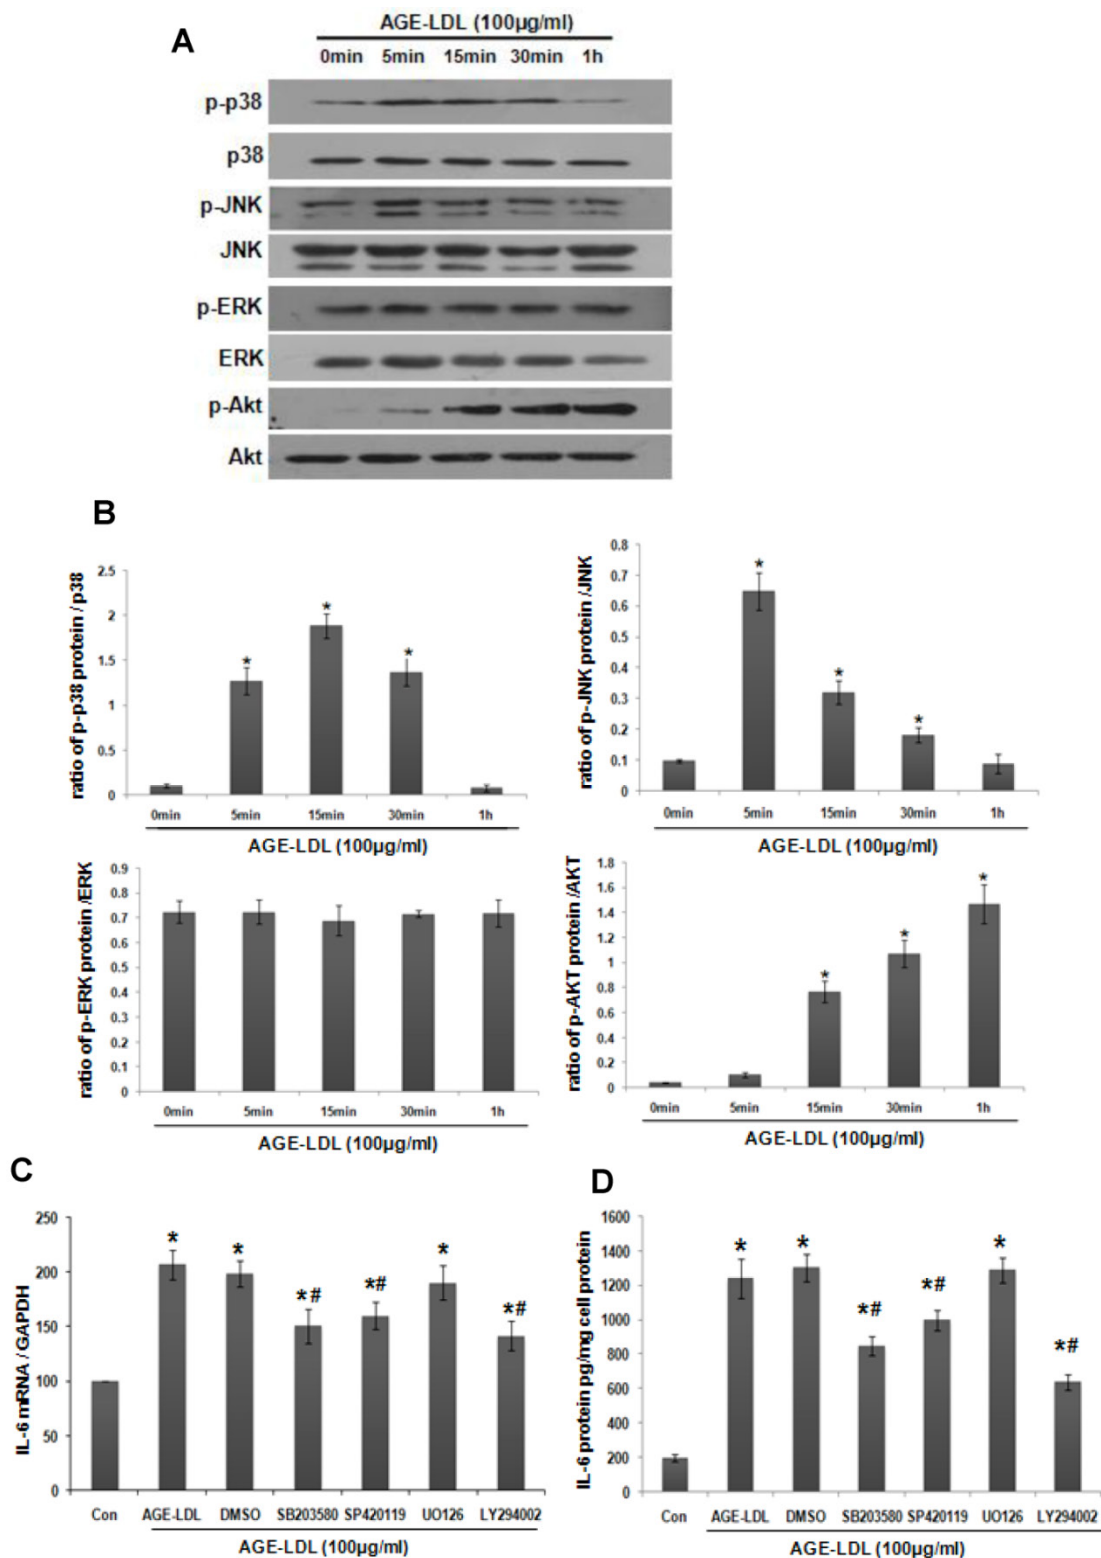 A
AGE-LDL (100µg/ml)
0min 5min 15min 30min 1h
p-p38
p38
p-JNK
JNK
p-ERK
ERK
p-Akt
Akt
B
ratio of p-p38 protein / p38
2.5
2
1.5
1
0.5
0
* * *
0min 5min 15min 30min 1h
AGE-LDL (100µg/ml)
ratio of p-JNK protein /JNK
0.8
0.7
0.6
0.5
0.4
0.3
0.2
0.1
0
* * *
0min 5min 15min 30min 1h
AGE-LDL (100µg/ml)
ratio of p-ERK protein /ERK
0.9
0.8
0.7
0.6
0.5
0.4
0.3
0.2
0.1
0
0min 5min 15min 30min 1h
AGE-LDL (100µg/ml)
ratio of p-AKT protein /AKT
1.8
1.6
1.4
1.2
1
0.8
0.6
0.4
0.2
0
* * *
0min 5min 15min 30min 1h
AGE-LDL (100µg/ml)
C
IL-6 mRNA / GAPDH
250
200
150
100
50
0
* * *# *# * *#
Con AGE-LDL DMSO SB203580 SP420119 UO126 LY294002
AGE-LDL (100µg/ml)
D
IL-6 protein pg/mg cell protein
1600
1400
1200
1000
800
600
400
200
0
* * *# *# * *#
Con AGE-LDL DMSO SB203580 SP420119 UO126 LY294002
AGE-LDL (100µg/ml)